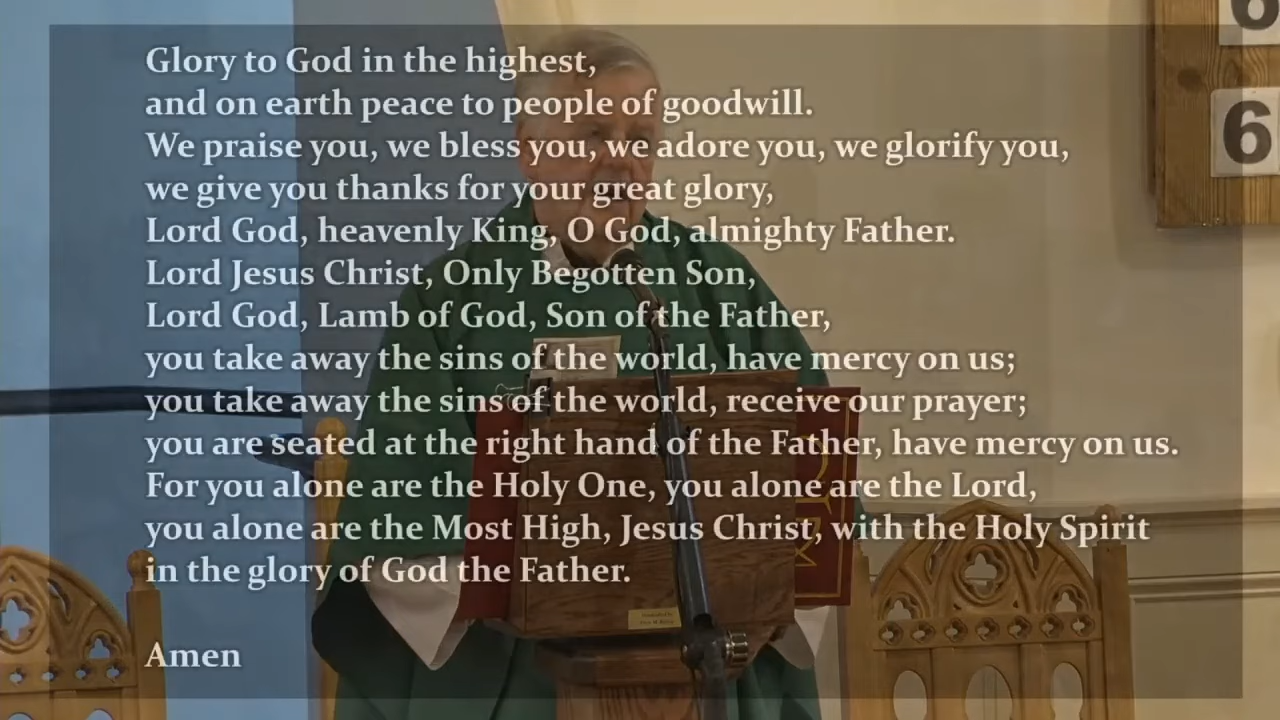 Glory to God in the highest,
and on earth peace to people of goodwill.
We praise you, we bless you, we adore you, we glorify you,
we give you thanks for your great glory,
Lord God, heavenly King, O God, almighty Father.
Lord Jesus Christ, Only Begotten Son,
Lord God, Lamb of God, Son of the Father,
you take away the sins of the world, have mercy on us;
you take away the sins of the world, receive our prayer;
you are seated at the right hand of the Father, have mercy on us.
For you alone are the Holy One, you alone are the Lord,
you alone are the Most High, Jesus Christ, with the Holy Spirit
in the glory of God the Father.
Amen
6
6